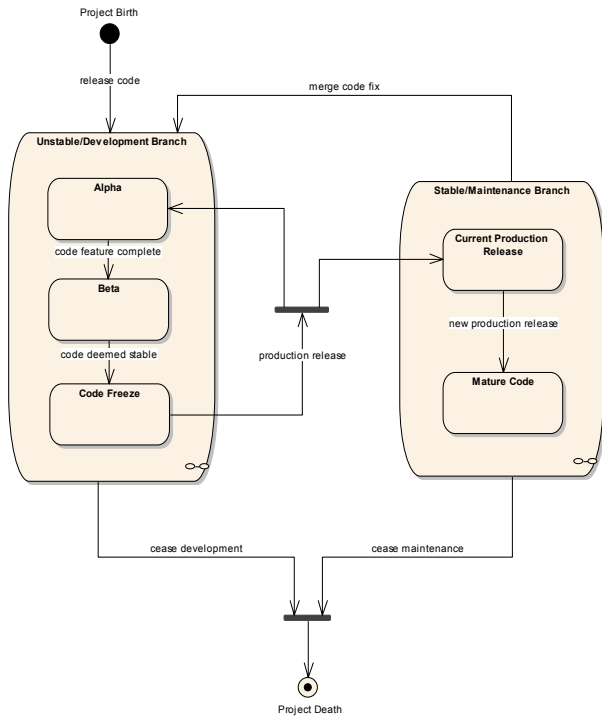 Project Birth
release code
merge code fix
Unstable/Development Branch
Alpha
code feature complete
Beta
code deemed stable
Code Freeze
production release
Stable/Maintenance Branch
Current Production
Release
new production release
Mature Code
cease development
cease maintenance
Project Death